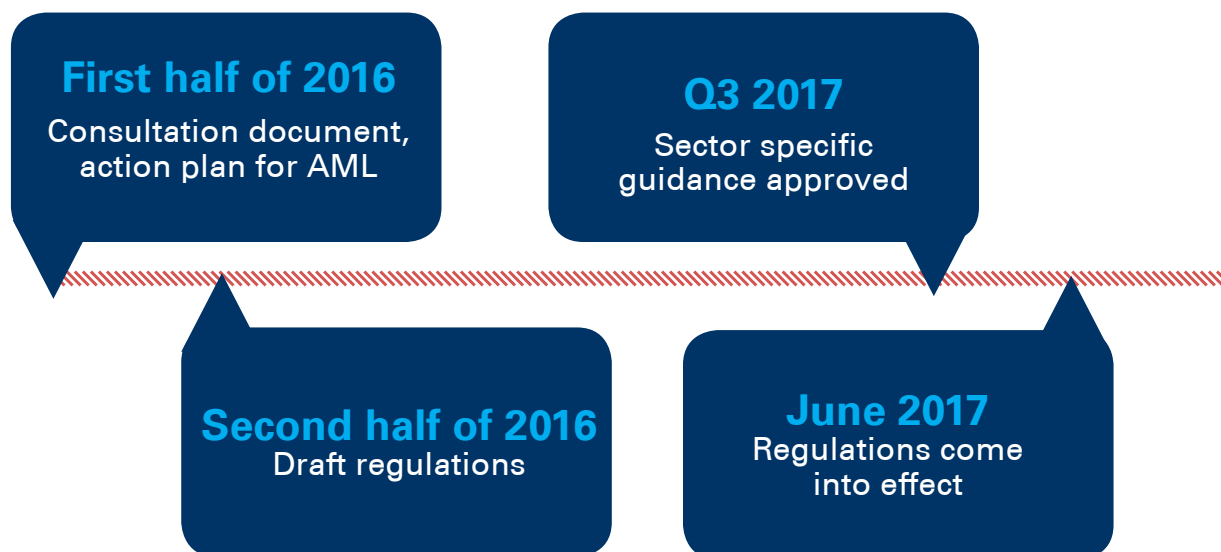 First half of 2016
Consultation document,
action plan for AML
Second half of 2016
Draft regulations
Q3 2017
Sector specific
guidance approved
June 2017
Regulations come
into effect